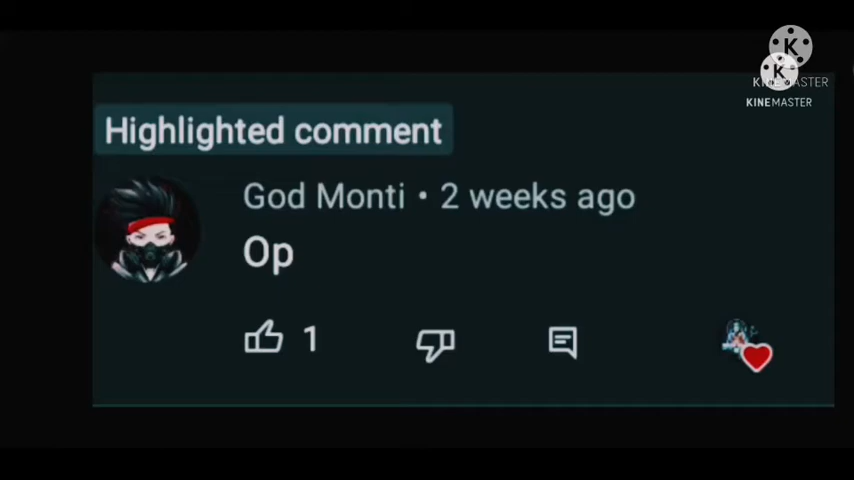 K
K
KINEMASTER
KINEMASTER
Highlighted comment
God Monti • 2 weeks ago
Op
1